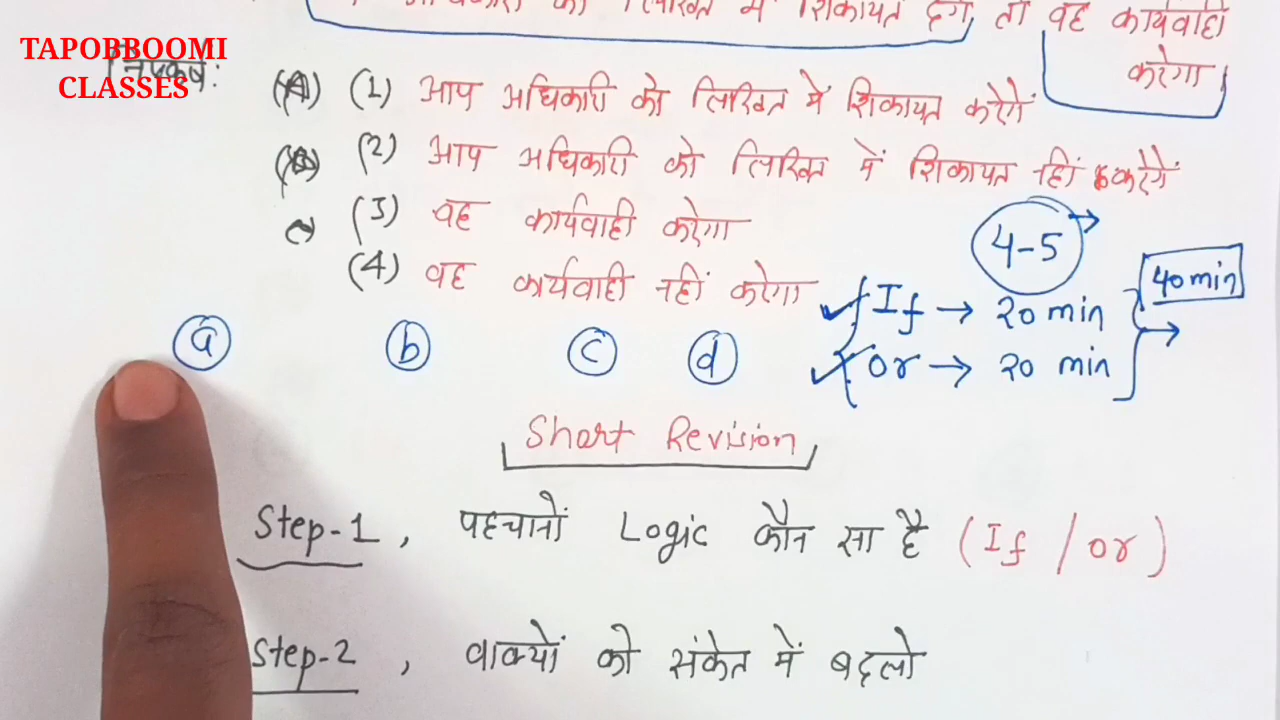 अधिकारी को लिखित में शिकायत देंगे तो वह कार्यवाही
करेगा
TAPOBBOOMI
CLASSES
निष्कर्ष:
(A) (1) आप अधिकारी को लिखित में शिकायत करेगें
(B) (2) आप अधिकारी को लिखित में शिकायत नहिं करेगें
(3) वह कार्यवाही करेगा
(4) वह कार्यवाही नहीं करेगा
4-5
If → 20 min
Or → 20 min
40 min
a b c d
Short Revision
Step-1, पहचानों Logic कौन सा है (If / or)
Step-2, वाक्यों को संकेत में बदलो